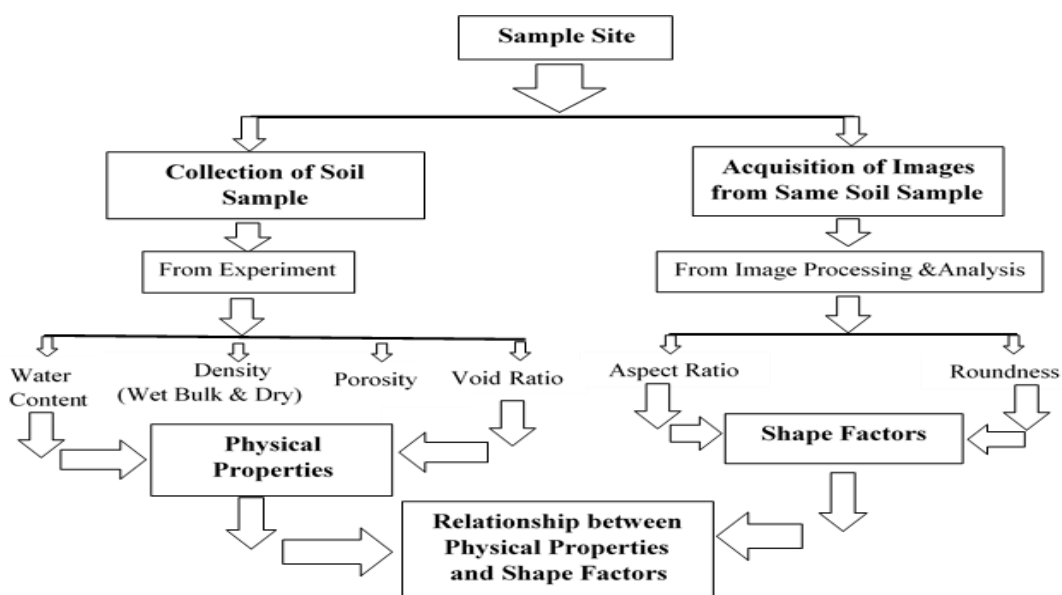 Sample Site
Collection of Soil
Sample
Acquisition of Images
from Same Soil Sample
From Experiment
From Image Processing &Analysis
Water
Content
Density
(Wet Bulk & Dry)
Porosity
Void Ratio
Aspect Ratio
Roundness
Physical
Properties
Shape Factors
Relationship between
Physical Properties
and Shape Factors